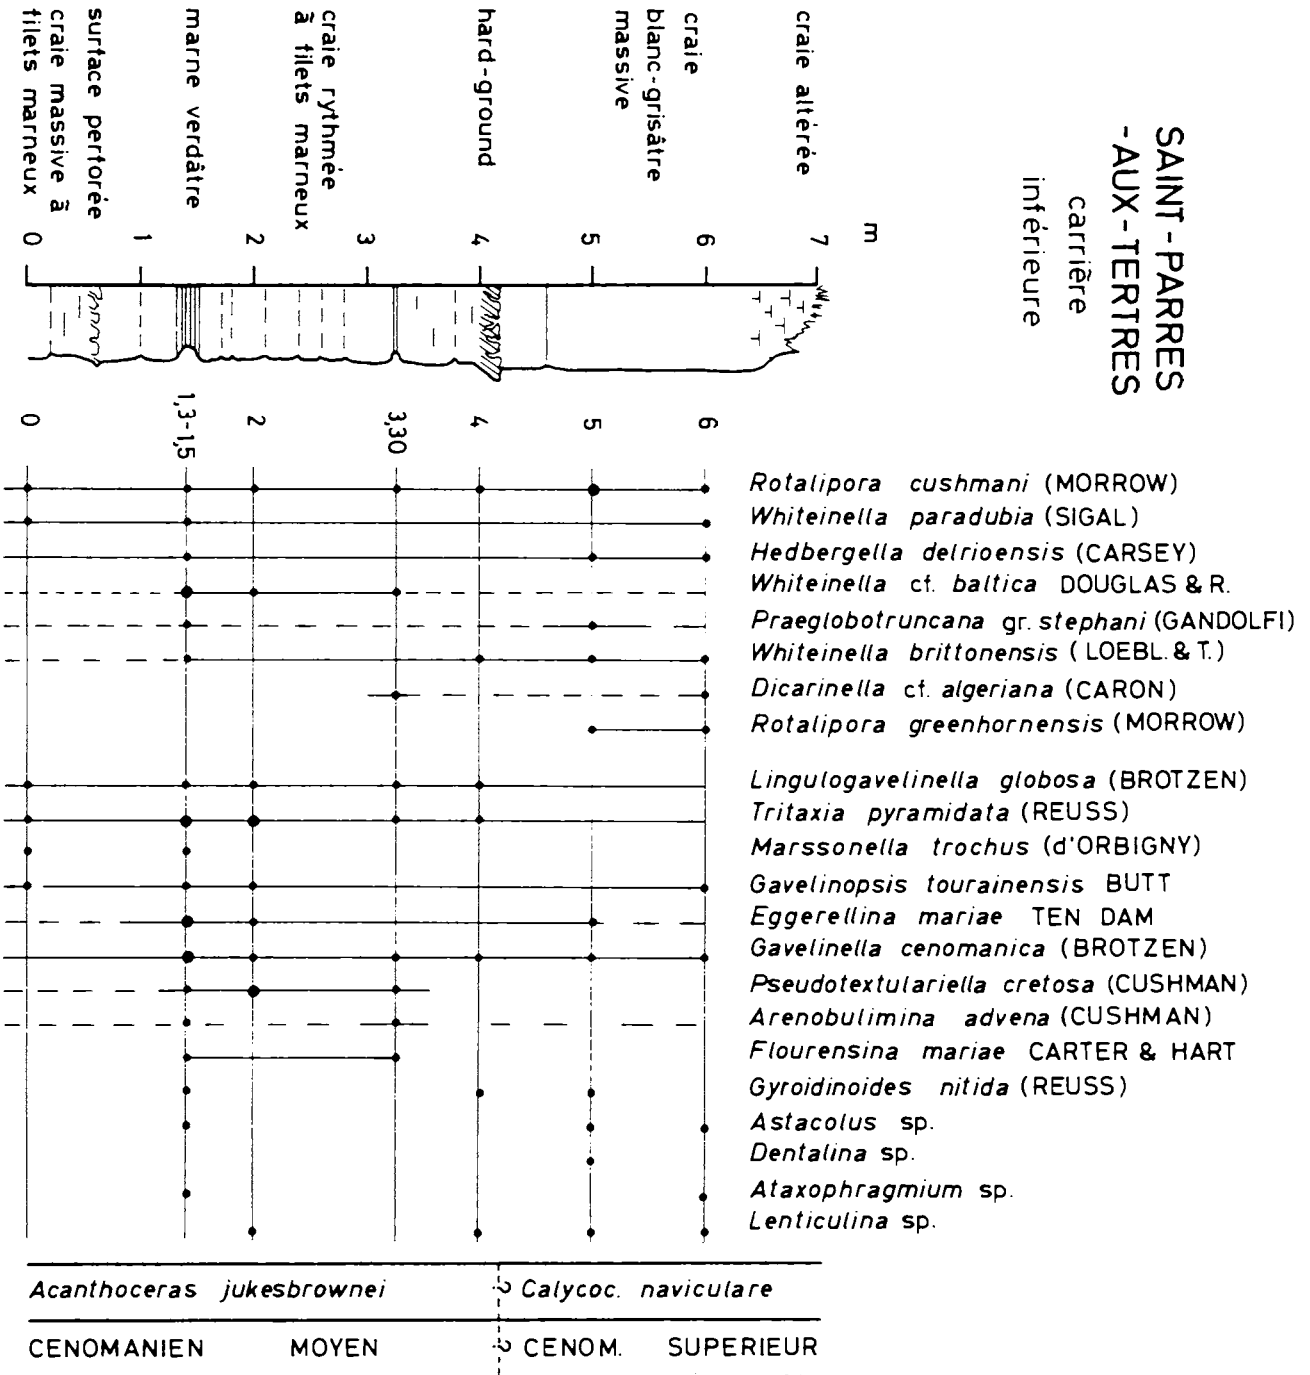 SAINT-PARRES
-AUX-TERTRES
carrière
inférieure
craie altérée
craie
blanc-grisâtre
massive
hard-ground
craie rythmée
à filets marneux
marne verdâtre
surface perforée
craie massive à
filets marneux
0 1 2 3 4 5 6 7 m
0 1,3-1,5 2 3,30 4 5 6
Rotalipora cushmani (MORROW)
Whiteinella paradubia (SIGAL)
Hedbergella delrioensis (CARSEY)
Whiteinella cf. baltica DOUGLAS & R.
Praeglobotruncana gr. stephani (GANDOLFI)
Whiteinella brittonensis (LOEBL. & T.)
Dicarinella cf. algeriana (CARON)
Rotalipora greenhornensis (MORROW)
Lingulogavelinella globosa (BROTZEN)
Tritaxia pyramidata (REUSS)
Marssonella trochus (d'ORBIGNY)
Gavelinopsis tourainensis BUTT
Eggerellina mariae TEN DAM
Gavelinella cenomanica (BROTZEN)
Pseudotextulariella cretosa (CUSHMAN)
Arenobulimina advena (CUSHMAN)
Flourensina mariae CARTER & HART
Gyroidinoides nitida (REUSS)
Astacolus sp.
Dentalina sp.
Ataxophragmium sp.
Lenticulina sp.
Acanthoceras jukesbrownei ? Calycoc. naviculare
CENOMANIEN MOYEN ? CENOM. SUPERIEUR